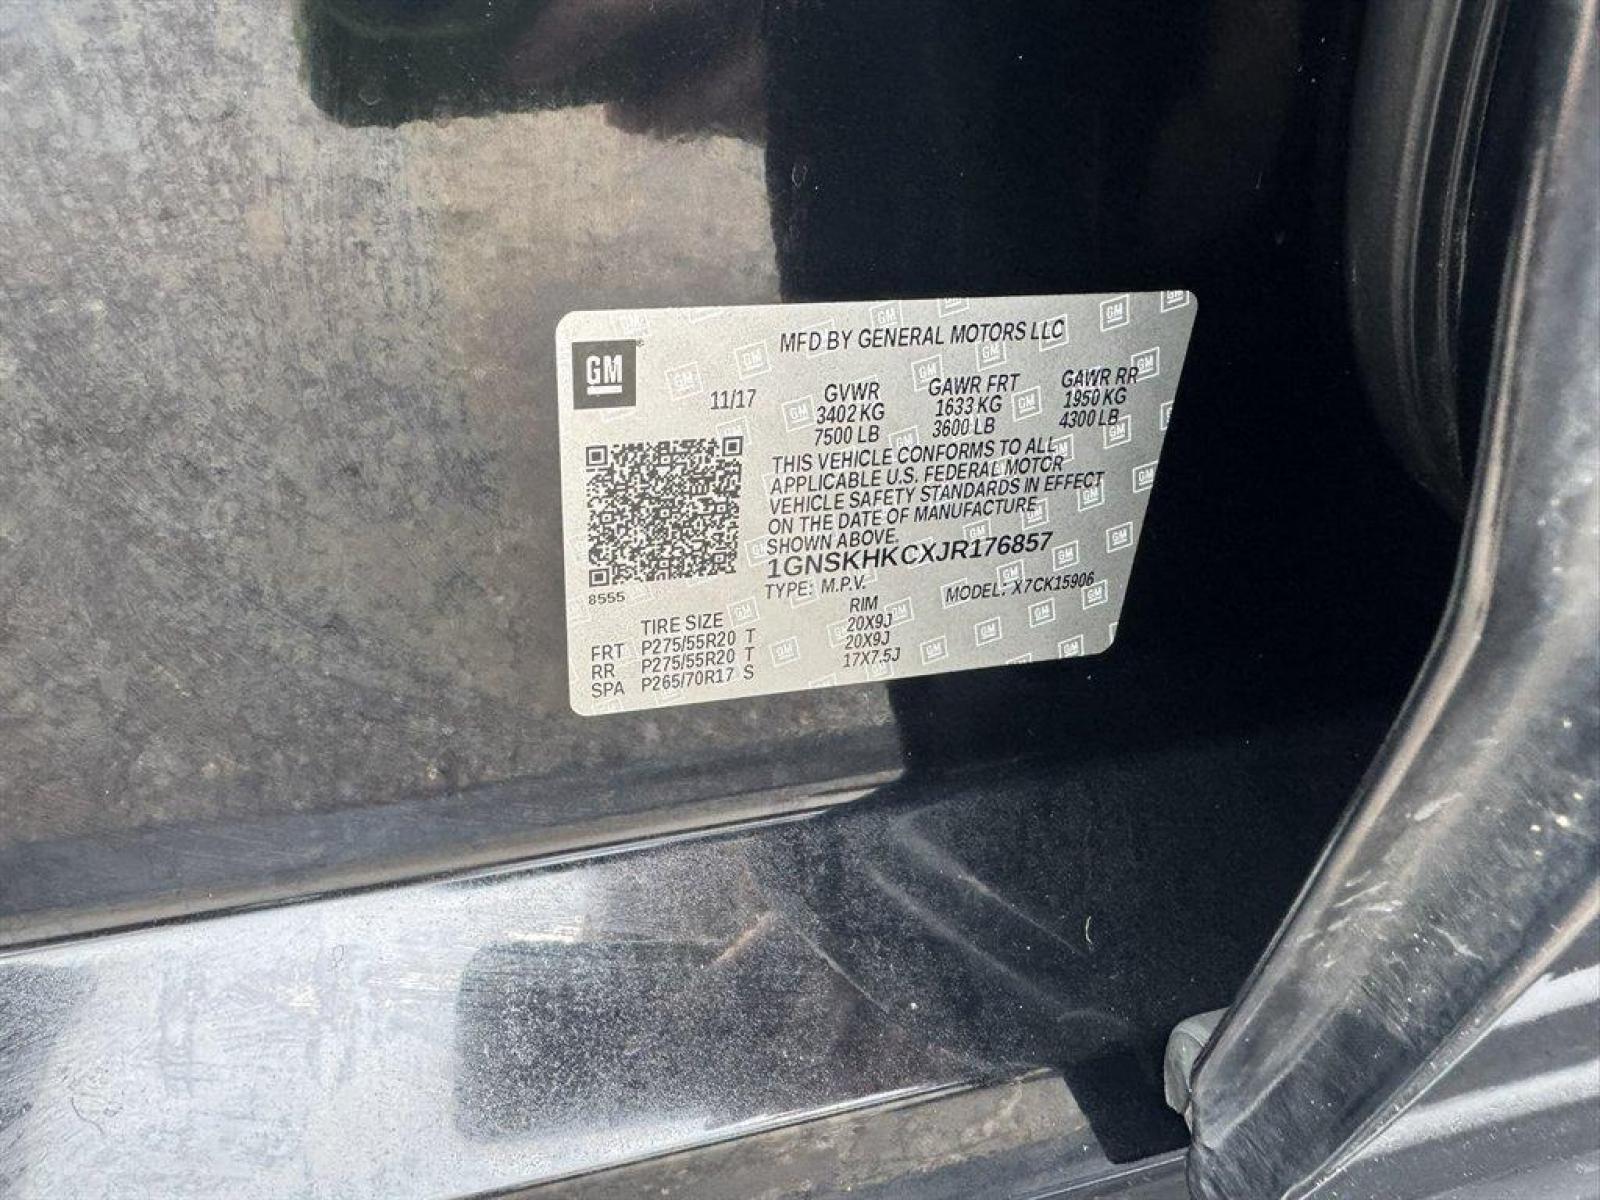 MFD BY GENERAL MOTORS LLC
GM
11/17
GVWR GAWR FRT GAWR RR
3402 KG 1633 KG 1950 KG
7500 LB 3600 LB 4300 LB
THIS VEHICLE CONFORMS TO ALL
APPLICABLE U.S. FEDERAL MOTOR
VEHICLE SAFETY STANDARDS IN EFFECT
ON THE DATE OF MANUFACTURE
SHOWN ABOVE.
1GNSKHKCXJR176857
TYPE: M.P.V. MODEL: X7CK15906
8555
TIRE SIZE RIM
FRT P275/55R20 T 20X9J
RR P275/55R20 T 20X9J
SPA P265/70R17 S 17X7.5J